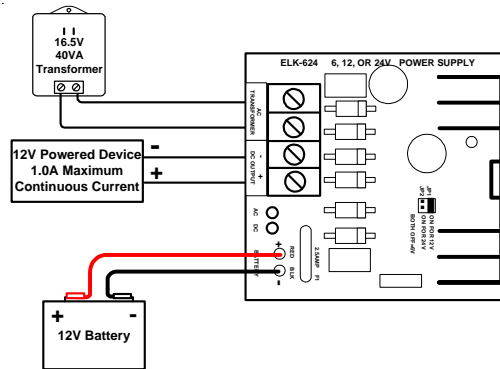 16.5V
40VA
Transformer
ELK-624 6, 12, OR 24V POWER SUPPLY
AC
TRANSFORMER
12V Powered Device
1.0A Maximum
Continuous Current
-
+
DC OUTPUT
- +
AC
DC
JP1
JP2
ON FOR 12V
ON FOR 24V
BOTH OFF=6V
+
RED
BATTERY
BLK
-
2.5AMP F1
+ -
12V Battery